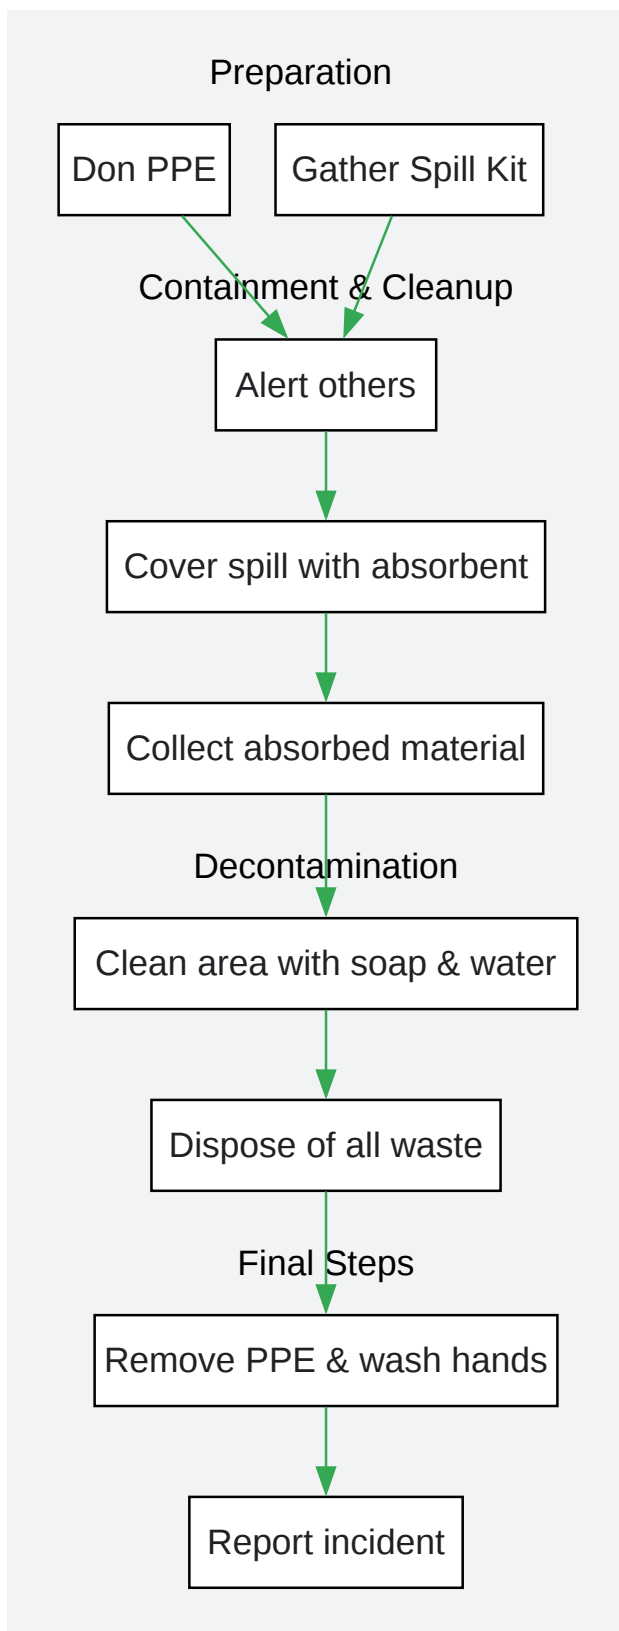 Preparation
Don PPE
Gather Spill Kit
Containment & Cleanup
Alert others
Cover spill with absorbent
Collect absorbed material
Decontamination
Clean area with soap & water
Dispose of all waste
Final Steps
Remove PPE & wash hands
Report incident